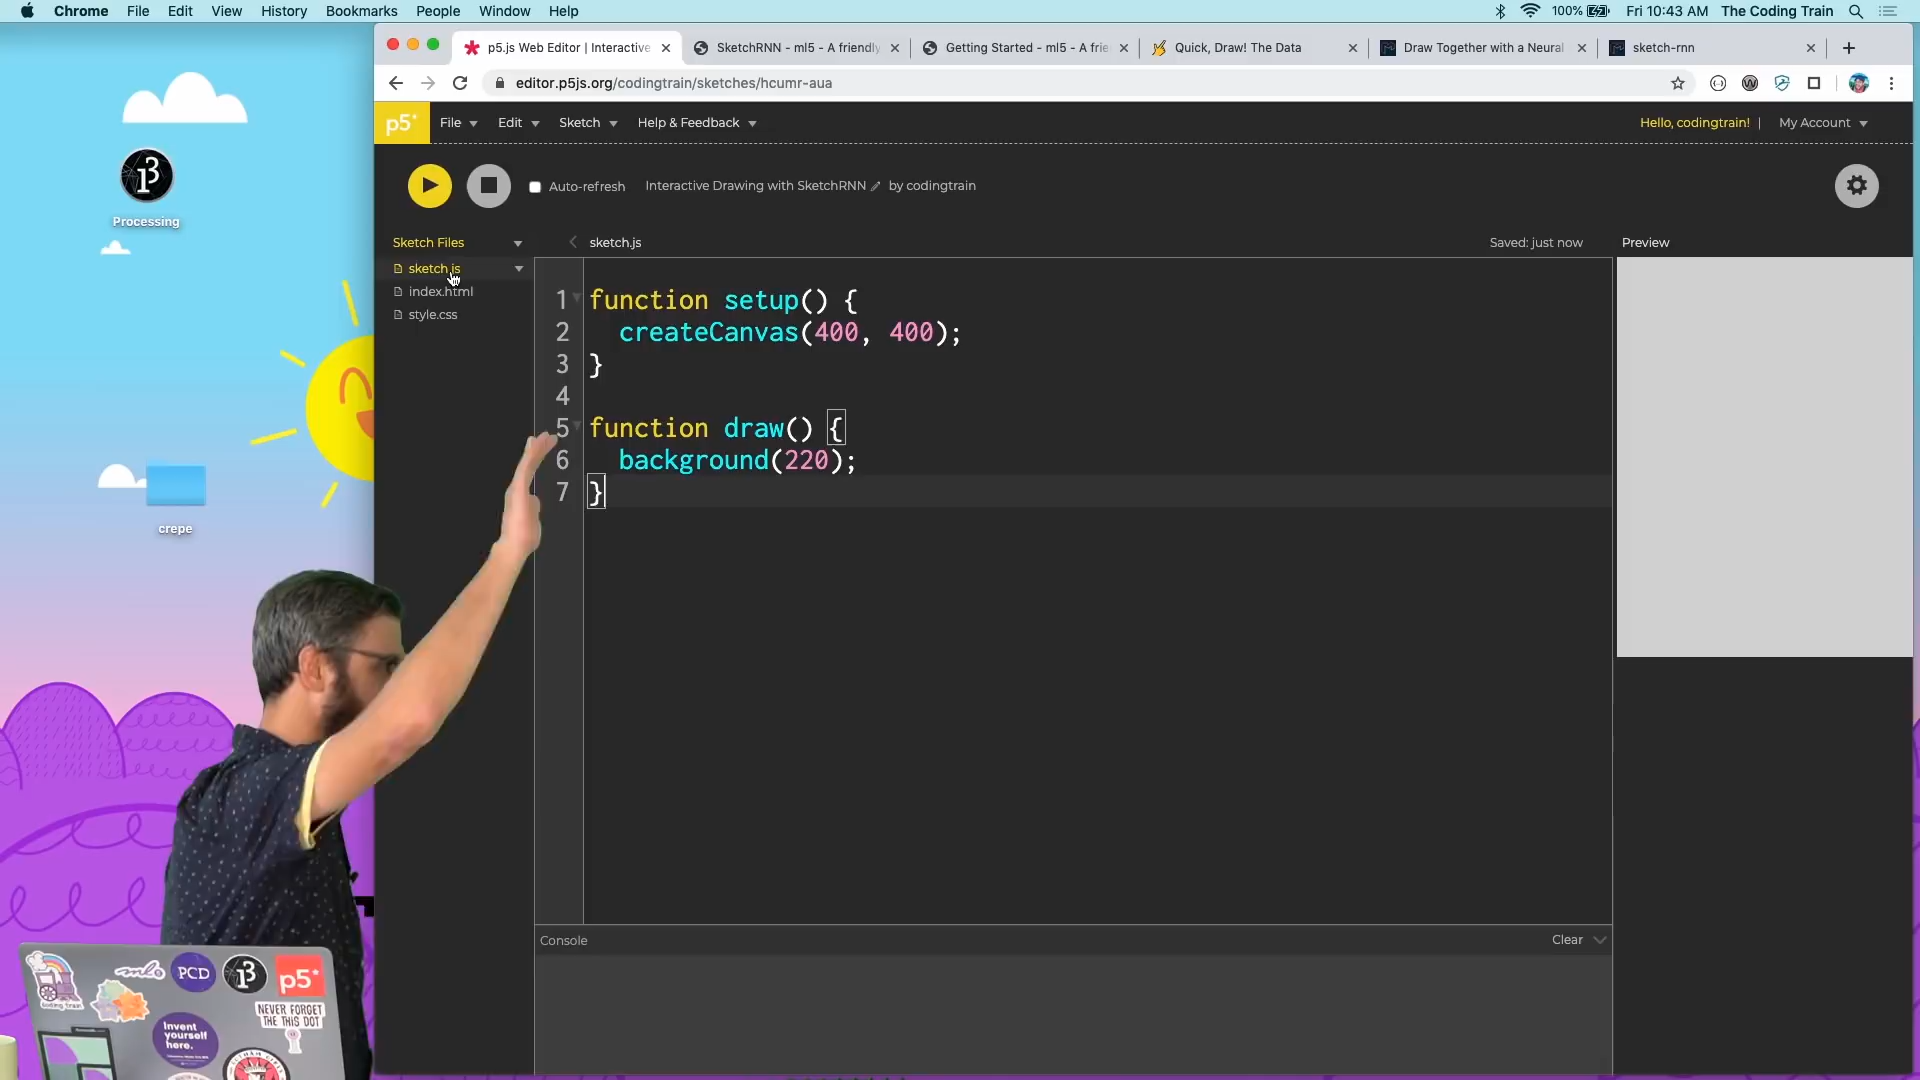 Chrome File Edit View History Bookmarks People Window Help
100% Fri 10:43 AM The Coding Train
p5.js Web Editor | Interactive
SketchRNN - ml5 - A friendly
Getting Started - ml5 - A frie
Quick, Draw! The Data
Draw Together with a Neural
sketch-rnn
editor.p5js.org/codingtrain/sketches/hcumr-aua
p5* File Edit Sketch Help & Feedback
Hello, codingtrain! | My Account
Auto-refresh Interactive Drawing with SketchRNN by codingtrain
Processing
Sketch Files
sketch.js
index.html
style.css
sketch.js
Saved: just now
Preview
1 function setup() {
2 createCanvas(400, 400);
3 }
4
5 function draw() {
6 background(220);
7 }
crepe
Console
Clear
coding train
ml5
PCD
p5*
NEVER FORGET
THE THIS DOT
Invent
yourself
here.